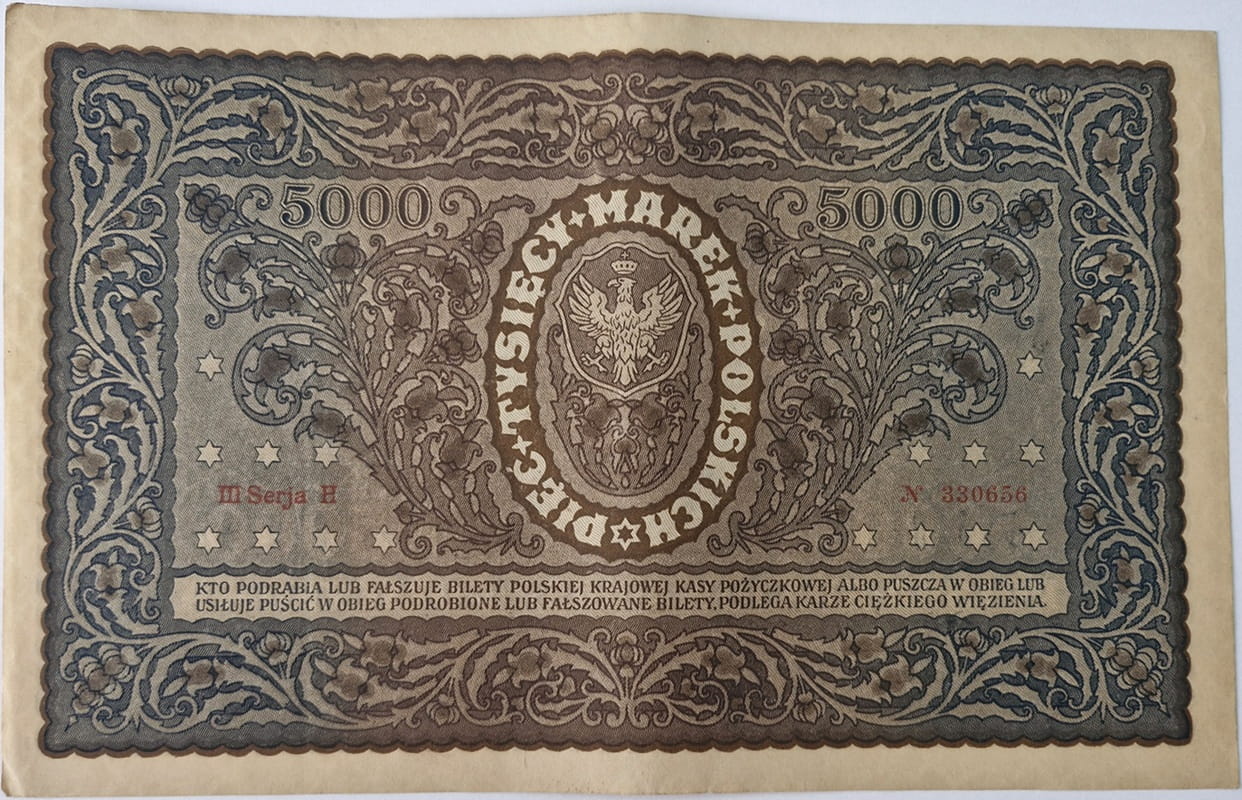 5000 5000
PIĘĆ TYSIĘCY MAREK POLSKICH
III Serja H № 330656
KTO PODRABIA LUB FAŁSZUJE BILETY POLSKIEJ KRAJOWEJ KASY POŻYCZKOWEJ ALBO PUSZCZA W OBIEG LUB
USIŁUJE PUŚCIĆ W OBIEG PODROBIONE LUB FAŁSZOWANE BILETY, PODLEGA KARZE CIĘŻKIEGO WIĘZIENIA.